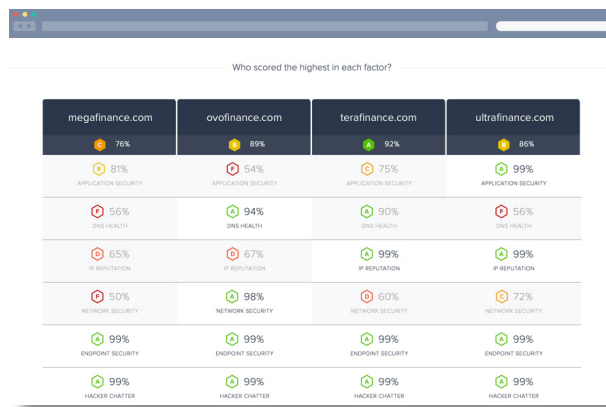 Who scored the highest in each factor?
megafinance.com ovofinance.com terafinance.com ultrafinance.com
C 76% B 89% A 92% B 86%
B 81% F 54% C 75% A 99%
APPLICATION SECURITY APPLICATION SECURITY APPLICATION SECURITY APPLICATION SECURITY
F 56% A 94% A 90% F 56%
DNS HEALTH DNS HEALTH DNS HEALTH DNS HEALTH
D 65% D 67% A 99% A 99%
IP REPUTATION IP REPUTATION IP REPUTATION IP REPUTATION
F 50% A 98% D 60% C 72%
NETWORK SECURITY NETWORK SECURITY NETWORK SECURITY NETWORK SECURITY
A 99% A 99% A 99% A 99%
ENDPOINT SECURITY ENDPOINT SECURITY ENDPOINT SECURITY ENDPOINT SECURITY
A 99% A 99% A 99% A 99%
HACKER CHATTER HACKER CHATTER HACKER CHATTER HACKER CHATTER